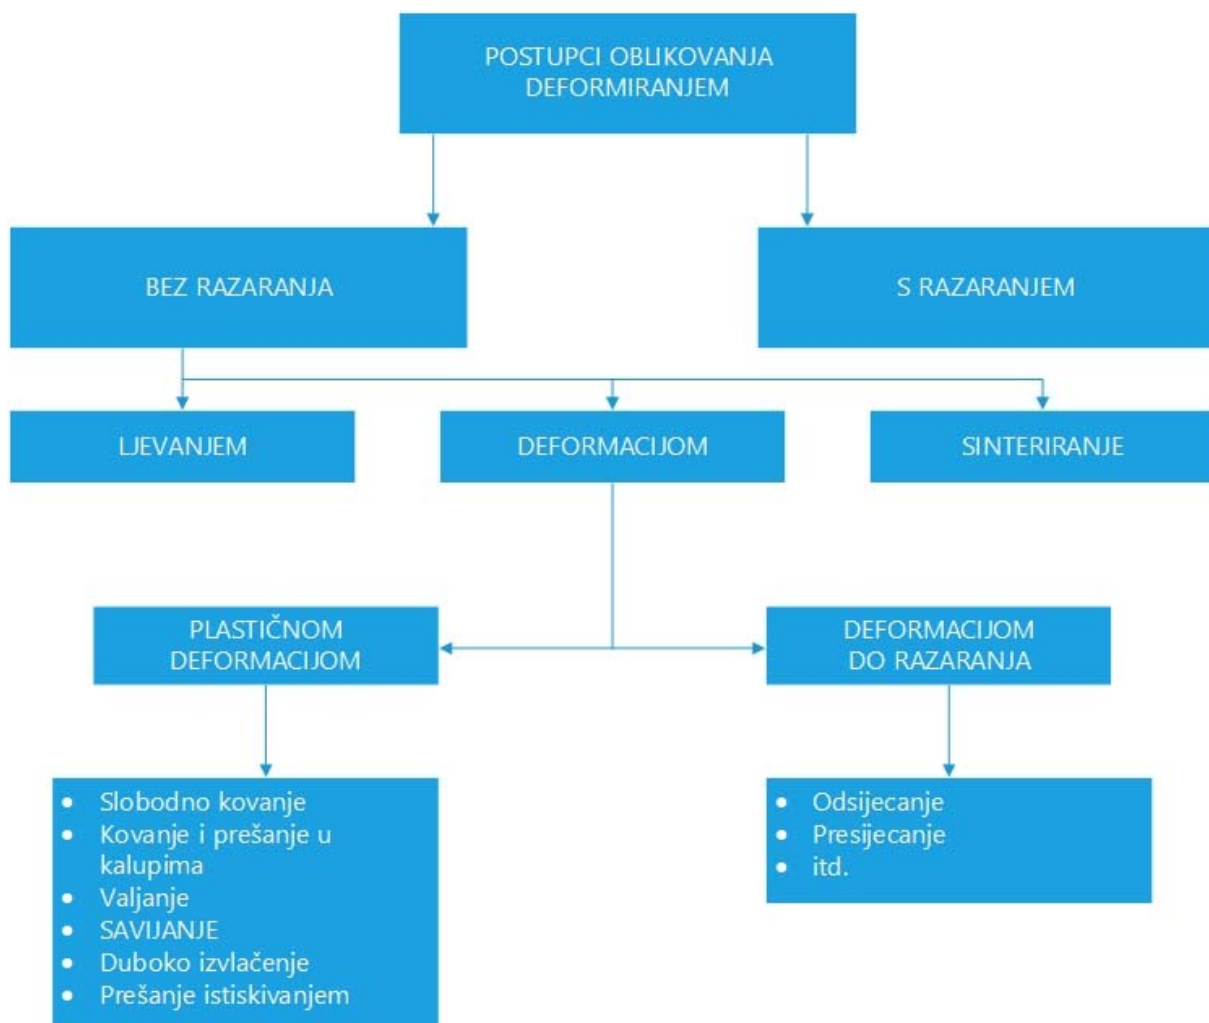 POSTUPCI OBLIKOVANJA
DEFORMIRANJEM
BEZ RAZARANJA
S RAZARANJEM
LJEVANJEM
DEFORMACIJOM
SINTERIRANJE
PLASTIČNOM
DEFORMACIJOM
DEFORMACIJOM
DO RAZARANJA
• Slobodno kovanje
• Kovanje i prešanje u
kalupima
• Valjanje
• SAVIJANJE
• Duboko izvlačenje
• Prešanje istiskivanjem
• Odsijecanje
• Presijecanje
• itd.